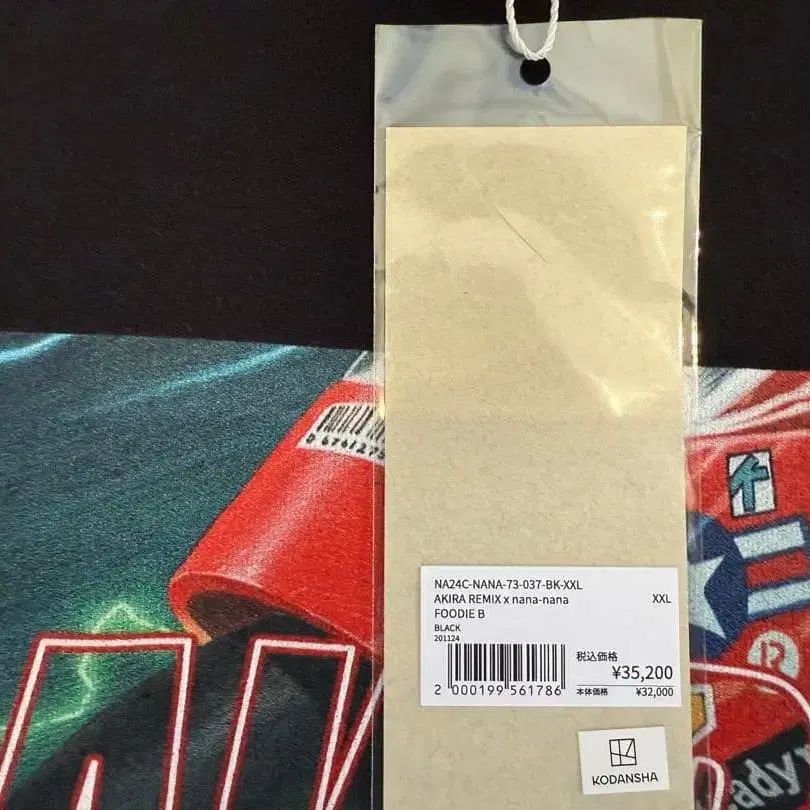 NA24C-NANA-73-037-BK-XXL
AKIRA REMIX x nana-nana XXL
FOODIE B
BLACK
201124
税込価格
¥35,200
2 000199 561786
本体価格 ¥32,000
KODANSHA